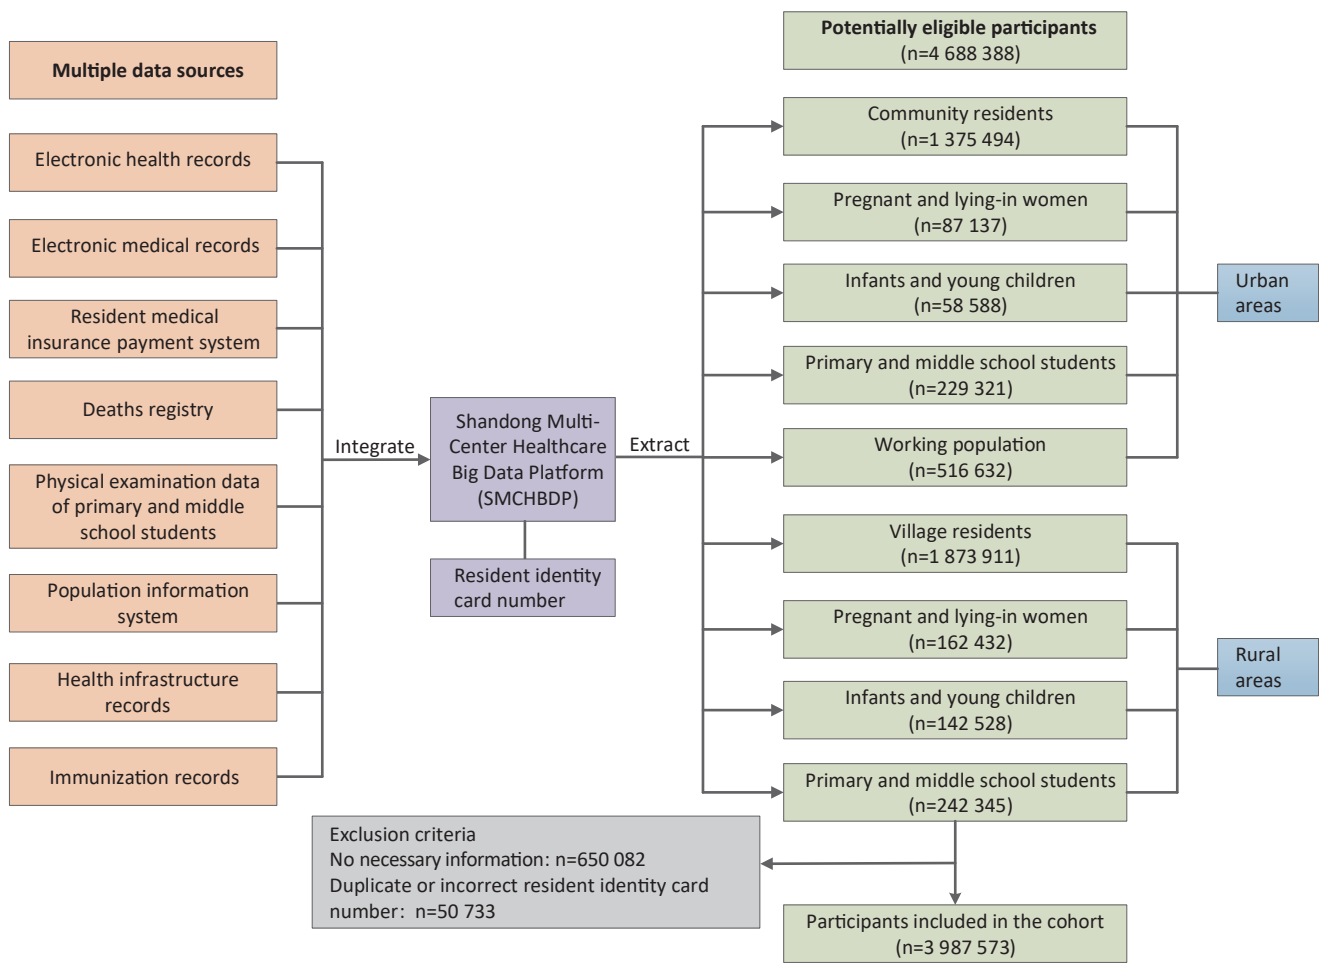 Multiple data sources
Electronic health records
Electronic medical records
Resident medical
insurance payment system
Deaths registry
Physical examination data
of primary and middle
school students
Population information
system
Health infrastructure
records
Immunization records
Integrate
Shandong Multi-
Center Healthcare
Big Data Platform
(SMCHBDP)
Resident identity
card number
Extract
Potentially eligible participants
(n=4 688 388)
Community residents
(n=1 375 494)
Pregnant and lying-in women
(n=87 137)
Infants and young children
(n=58 588)
Primary and middle school students
(n=229 321)
Working population
(n=516 632)
Village residents
(n=1 873 911)
Pregnant and lying-in women
(n=162 432)
Infants and young children
(n=142 528)
Primary and middle school students
(n=242 345)
Urban
areas
Rural
areas
Exclusion criteria
No necessary information: n=650 082
Duplicate or incorrect resident identity card
number: n=50 733
Participants included in the cohort
(n=3 987 573)